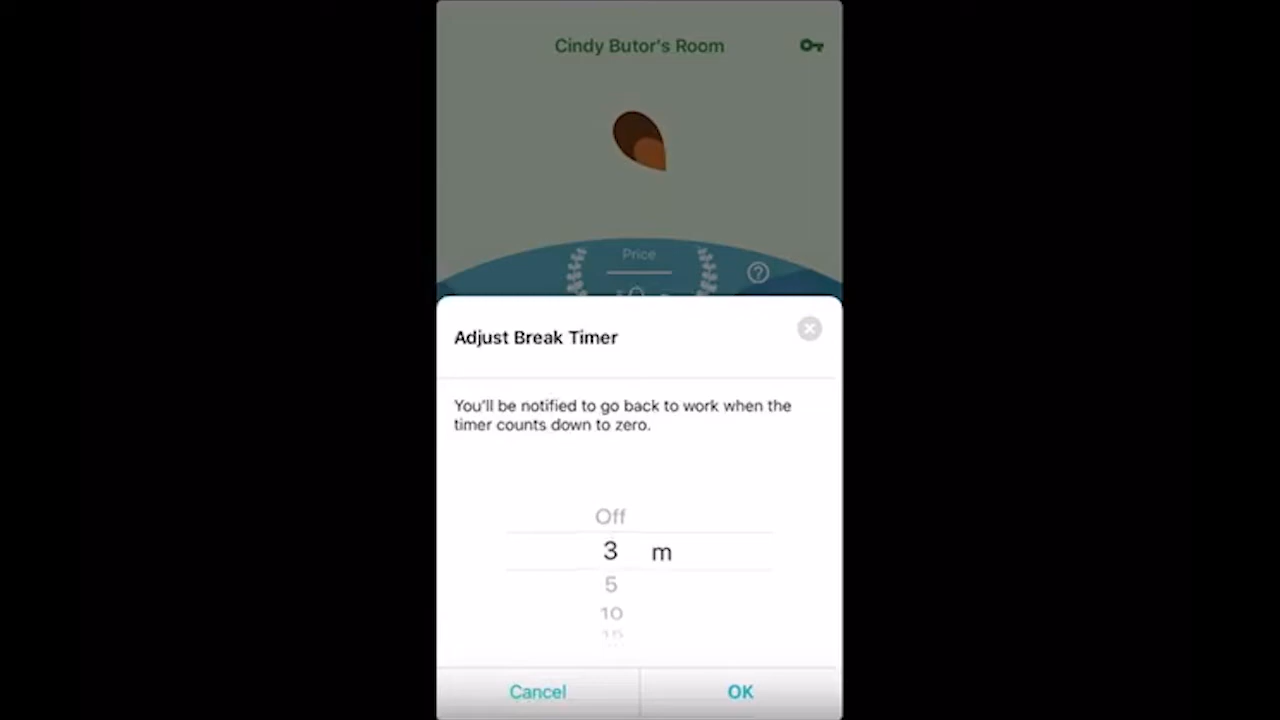 Cindy Butor's Room
Price
Adjust Break Timer
You'll be notified to go back to work when the
timer counts down to zero.
Off
3 m
5
10
Cancel
OK